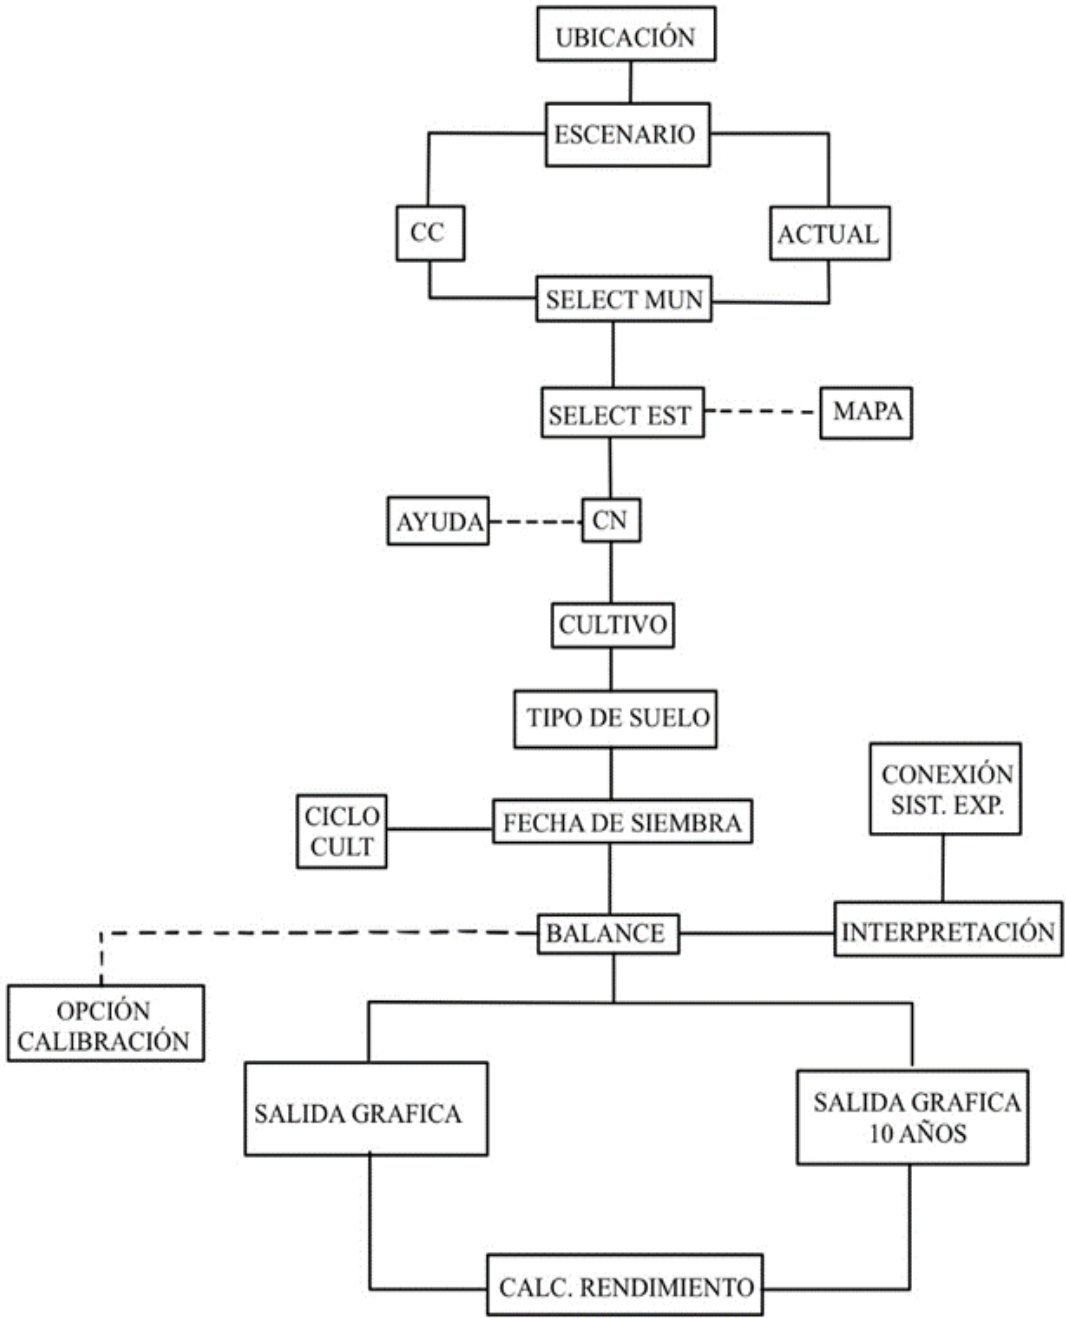 UBICACIÓN
ESCENARIO
CC
ACTUAL
SELECT MUN
SELECT EST
MAPA
AYUDA
CN
CULTIVO
TIPO DE SUELO
CICLO
CULT
FECHA DE SIEMBRA
CONEXIÓN
SIST. EXP.
BALANCE
INTERPRETACIÓN
OPCIÓN
CALIBRACIÓN
SALIDA GRAFICA
SALIDA GRAFICA
10 AÑOS
CALC. RENDIMIENTO